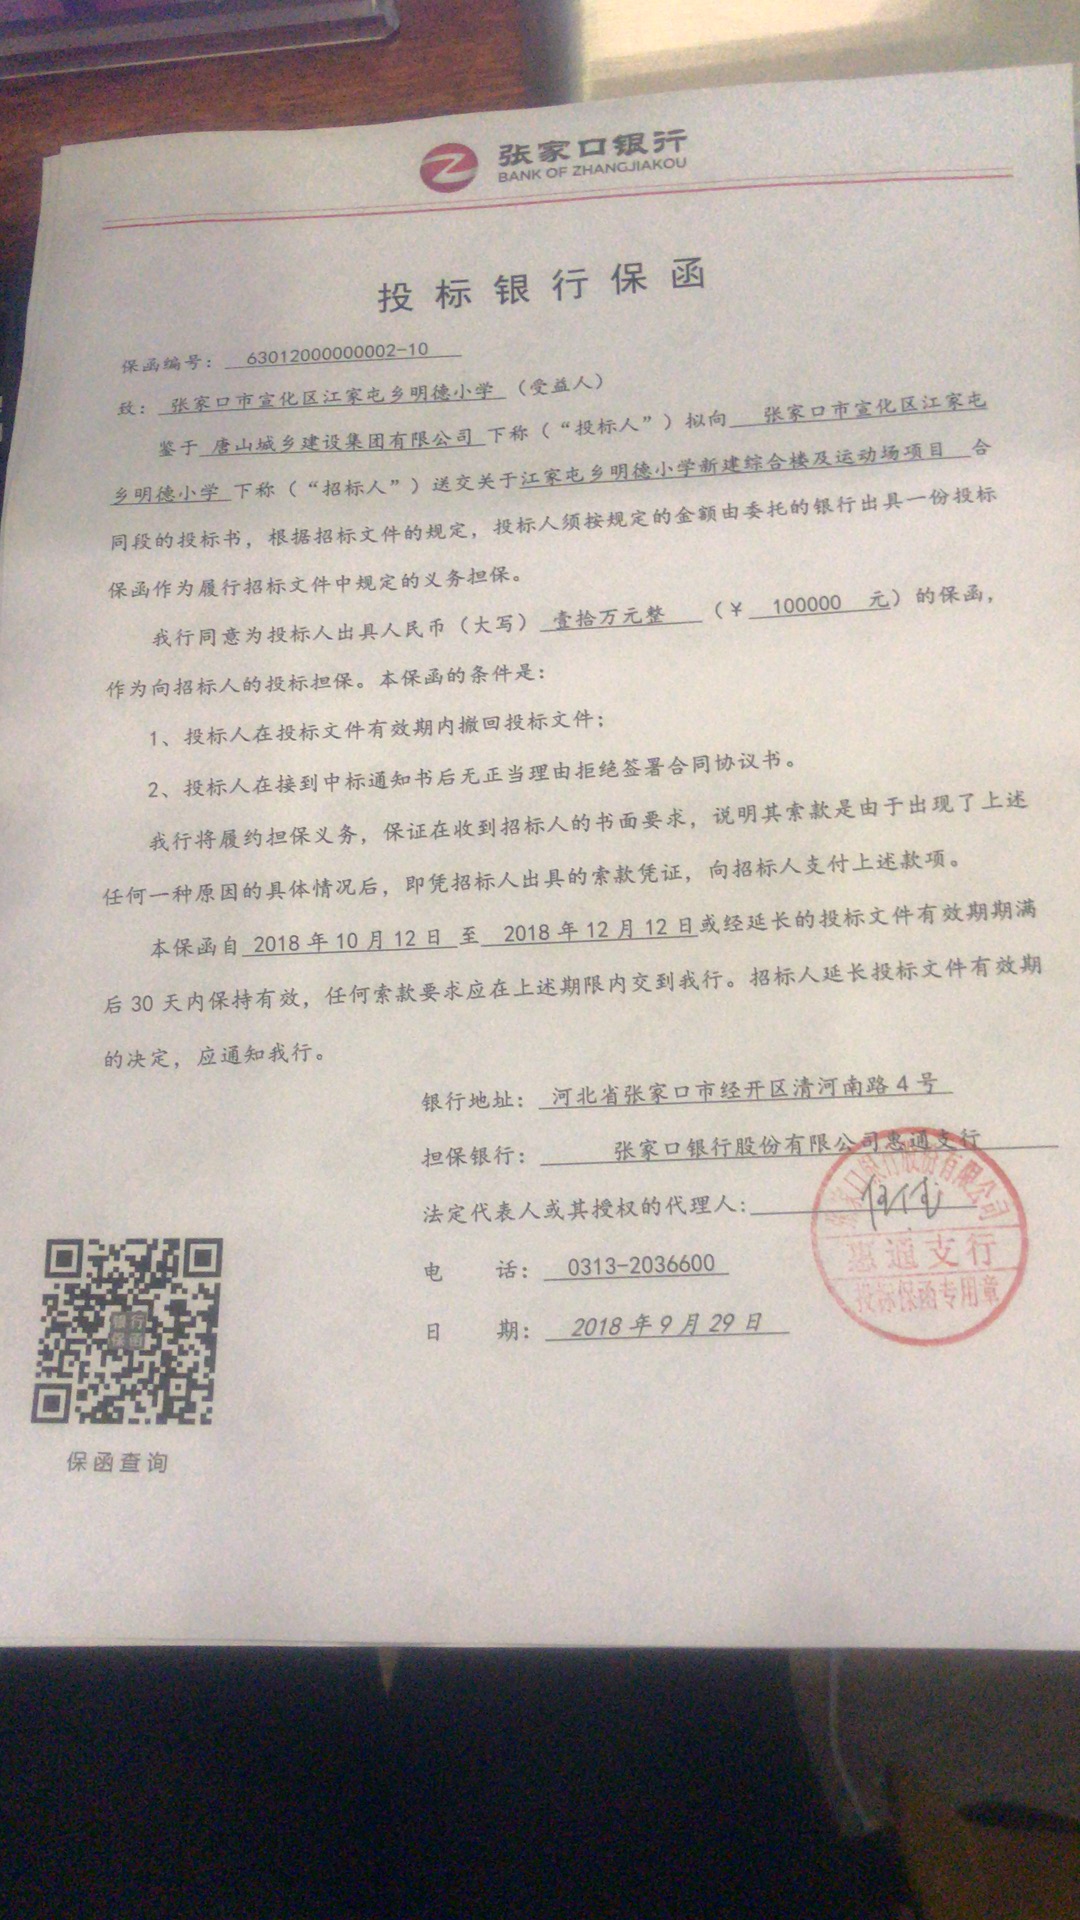 张家口银行
BANK OF ZHANGJIAKOU
投标银行保函
保函编号： 63012000000002-10
致： 张家口市宣化区江家屯乡明德小学 （受益人）
鉴于 唐山城乡建设集团有限公司 下称（“投标人”）拟向 张家口市宣化区江家屯
乡明德小学 下称（“招标人”）送交关于江家屯乡明德小学新建综合楼及运动场项目 合
同段的投标书，根据招标文件的规定，投标人须按规定的金额由委托的银行出具一份投标
保函作为履行招标文件中规定的义务担保。
我行同意为投标人出具人民币（大写） 壹拾万元整 （￥ 100000 元）的保函，
作为向招标人的投标担保。本保函的条件是：
1、投标人在投标文件有效期内撤回投标文件；
2、投标人在接到中标通知书后无正当理由拒绝签署合同协议书。
我行将履约担保义务，保证在收到招标人的书面要求，说明其索款是由于出现了上述
任何一种原因的具体情况后，即凭招标人出具的索款凭证，向招标人支付上述款项。
本保函自 2018 年 10 月 12 日 至 2018 年 12 月 12 日或经延长的投标文件有效期期满
后 30 天内保持有效，任何索款要求应在上述期限内交到我行。招标人延长投标文件有效期
的决定，应通知我行。
银行地址： 河北省张家口市经开区清河南路 4 号
担保银行： 张家口银行股份有限公司惠通支行
法定代表人或其授权的代理人：
张家口银行股份有限公司
惠通支行
投标保函专用章
电 话： 0313-2036600
日 期： 2018 年 9 月 29 日
银行
保函
保函查询